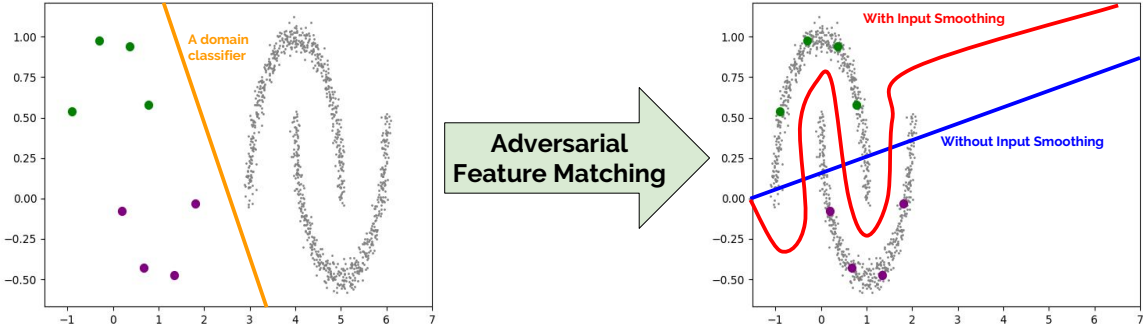 1.00
0.75
0.50
0.25
0.00
−0.25
−0.50
−1 0 1 2 3 4 5 6 7
A domain
classifier
Adversarial
Feature Matching
1.00
0.75
0.50
0.25
0.00
−0.25
−0.50
−1 0 1 2 3 4 5 6 7
With Input Smoothing
Without Input Smoothing